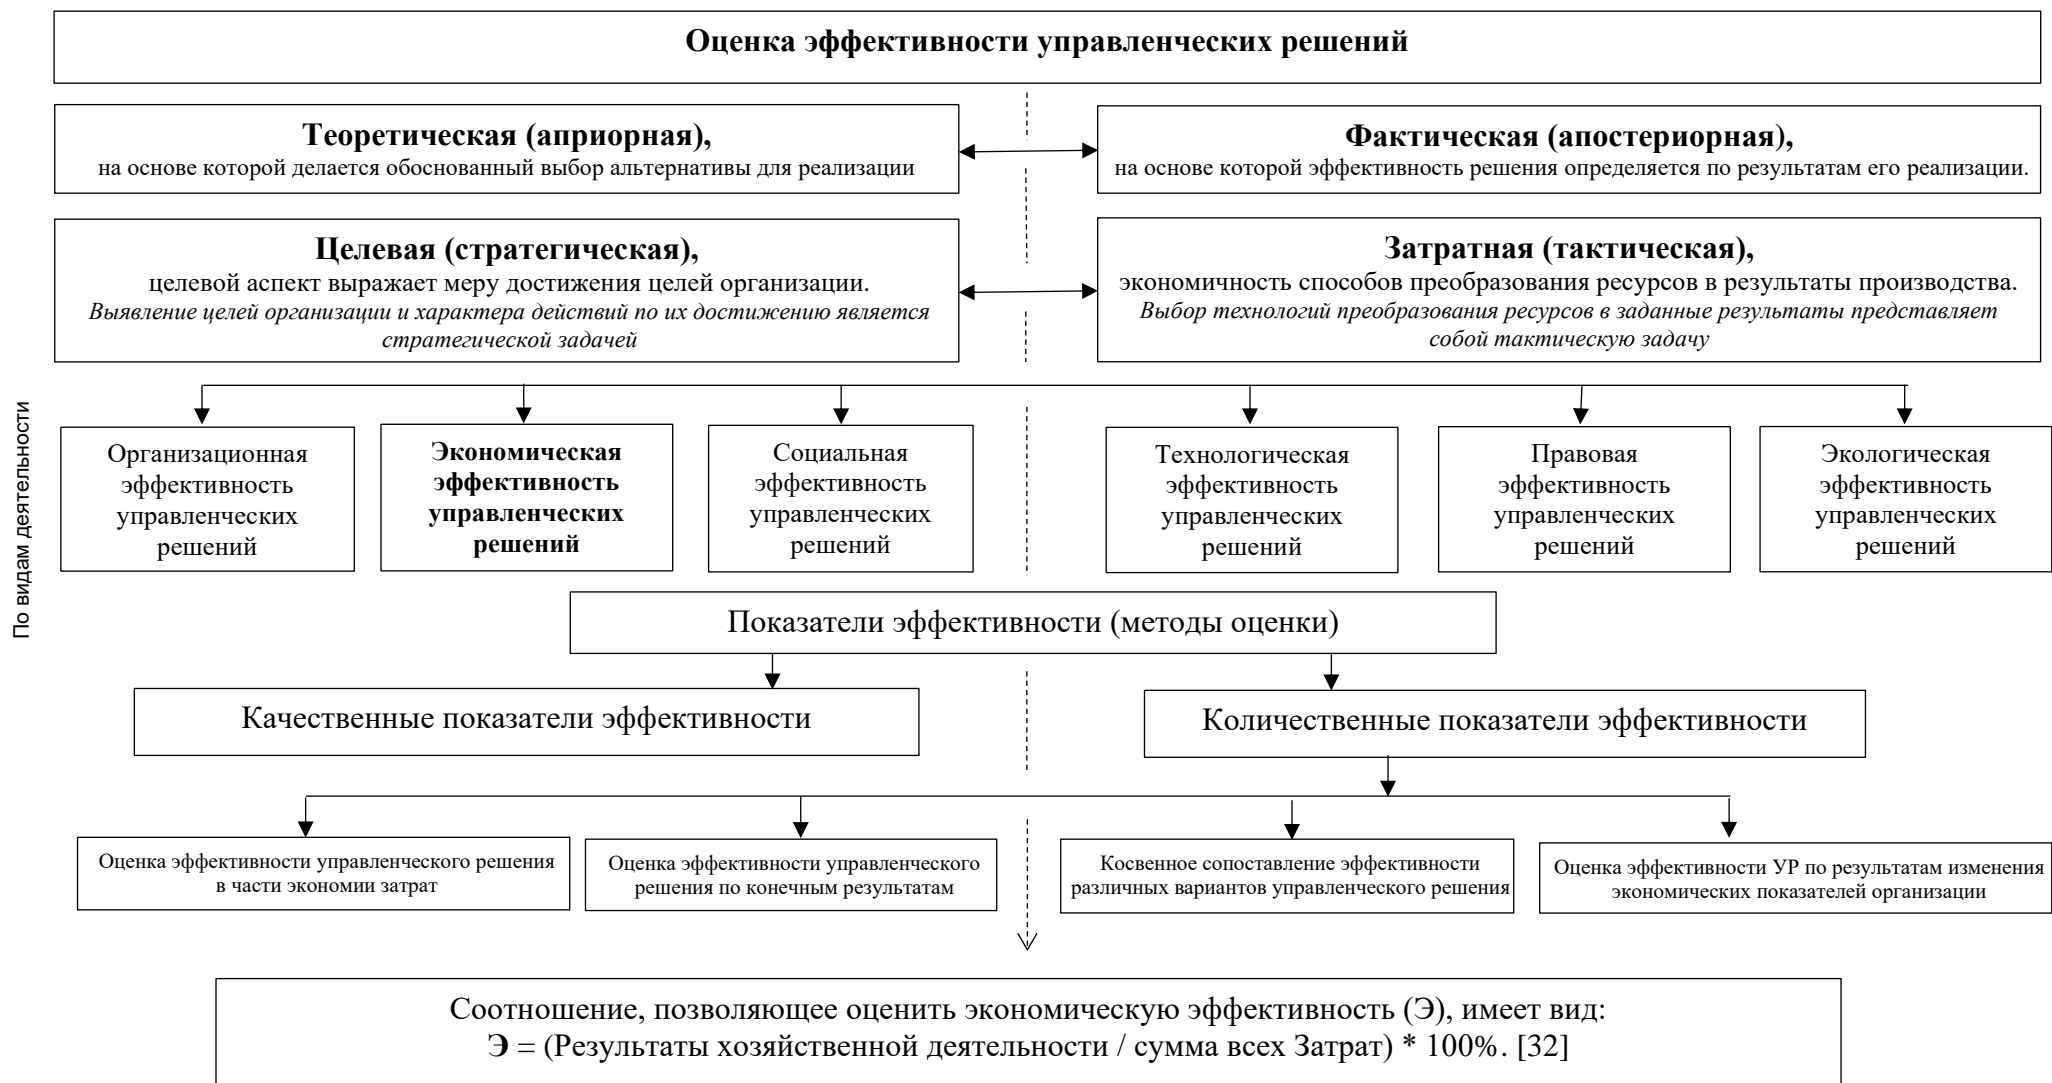 Оценка эффективности управленческих решений
Теоретическая (априорная),
на основе которой делается обоснованный выбор альтернативы для реализации
Фактическая (апостериорная),
на основе которой эффективность решения определяется по результатам его реализации.
Целевая (стратегическая),
целевой аспект выражает меру достижения целей организации.
Выявление целей организации и характера действий по их достижению является
стратегической задачей
Затратная (тактическая),
экономичность способов преобразования ресурсов в результаты производства.
Выбор технологий преобразования ресурсов в заданные результаты представляет
собой тактическую задачу
По видам деятельности
Организационная
эффективность
управленческих
решений
Экономическая
эффективность
управленческих
решений
Социальная
эффективность
управленческих
решений
Технологическая
эффективность
управленческих
решений
Правовая
эффективность
управленческих
решений
Экологическая
эффективность
управленческих
решений
Показатели эффективности (методы оценки)
Качественные показатели эффективности
Количественные показатели эффективности
Оценка эффективности управленческого решения
в части экономии затрат
Оценка эффективности управленческого
решения по конечным результатам
Косвенное сопоставление эффективности
различных вариантов управленческого решения
Оценка эффективности УР по результатам изменения
экономических показателей организации
Соотношение, позволяющее оценить экономическую эффективность (Э), имеет вид:
Э = (Результаты хозяйственной деятельности / сумма всех Затрат) * 100%. [32]